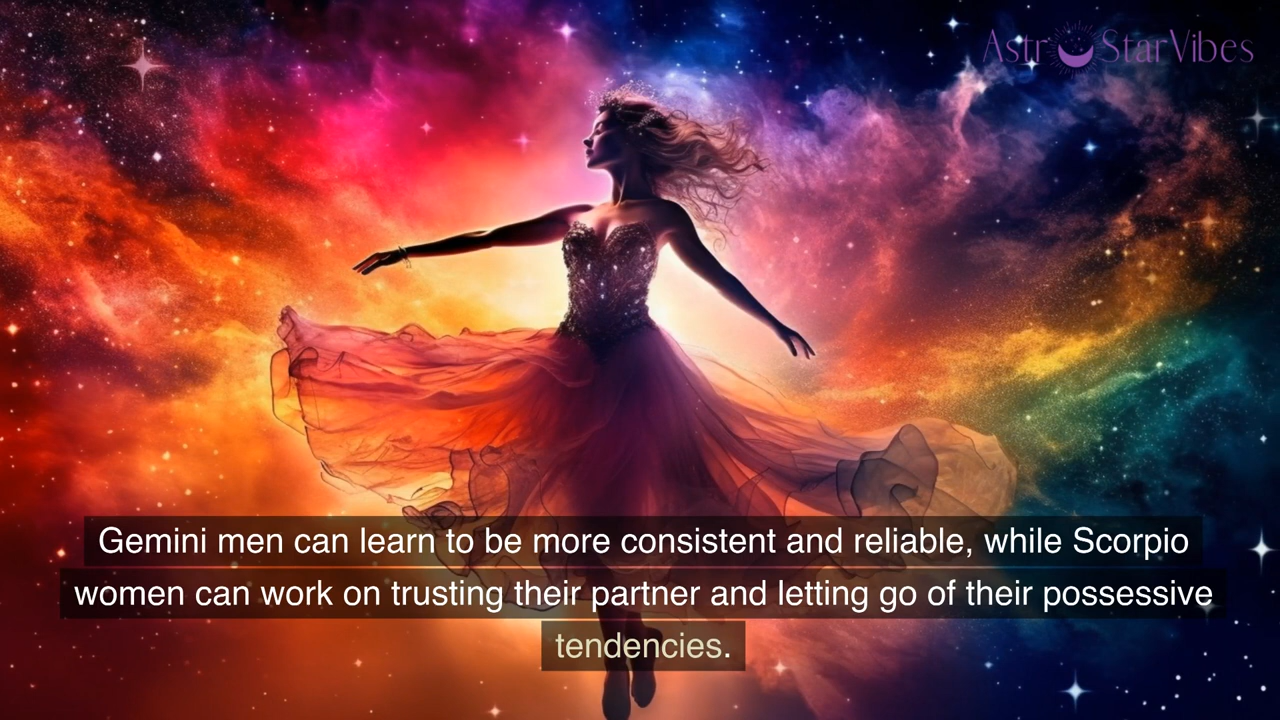 AstroStarVibes
Gemini men can learn to be more consistent and reliable, while Scorpio
women can work on trusting their partner and letting go of their possessive
tendencies.